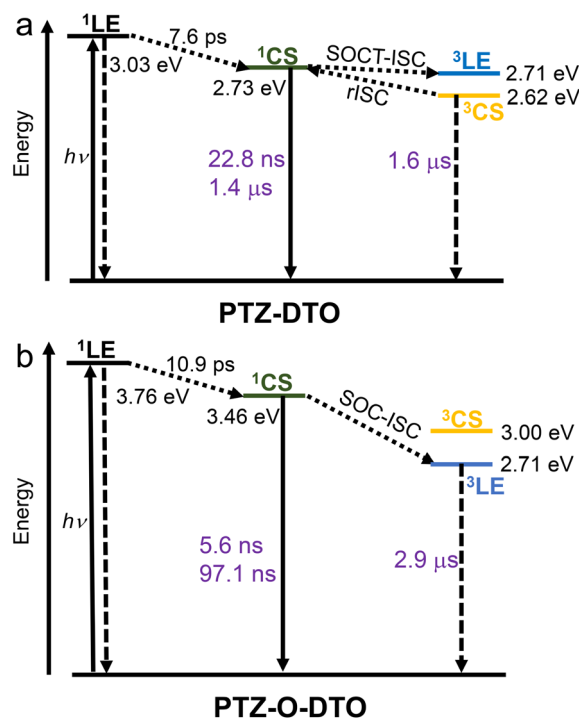 a
¹LE
7.6 ps
3.03 eV
¹CS
2.73 eV
SOCT-ISC
rISC
³LE
2.71 eV
2.62 eV
³CS
Energy
hν
22.8 ns
1.4 μs
1.6 μs
PTZ-DTO
b
¹LE
10.9 ps
3.76 eV
¹CS
3.46 eV
SOC-ISC
³CS
3.00 eV
2.71 eV
³LE
Energy
hν
5.6 ns
97.1 ns
2.9 μs
PTZ-O-DTO